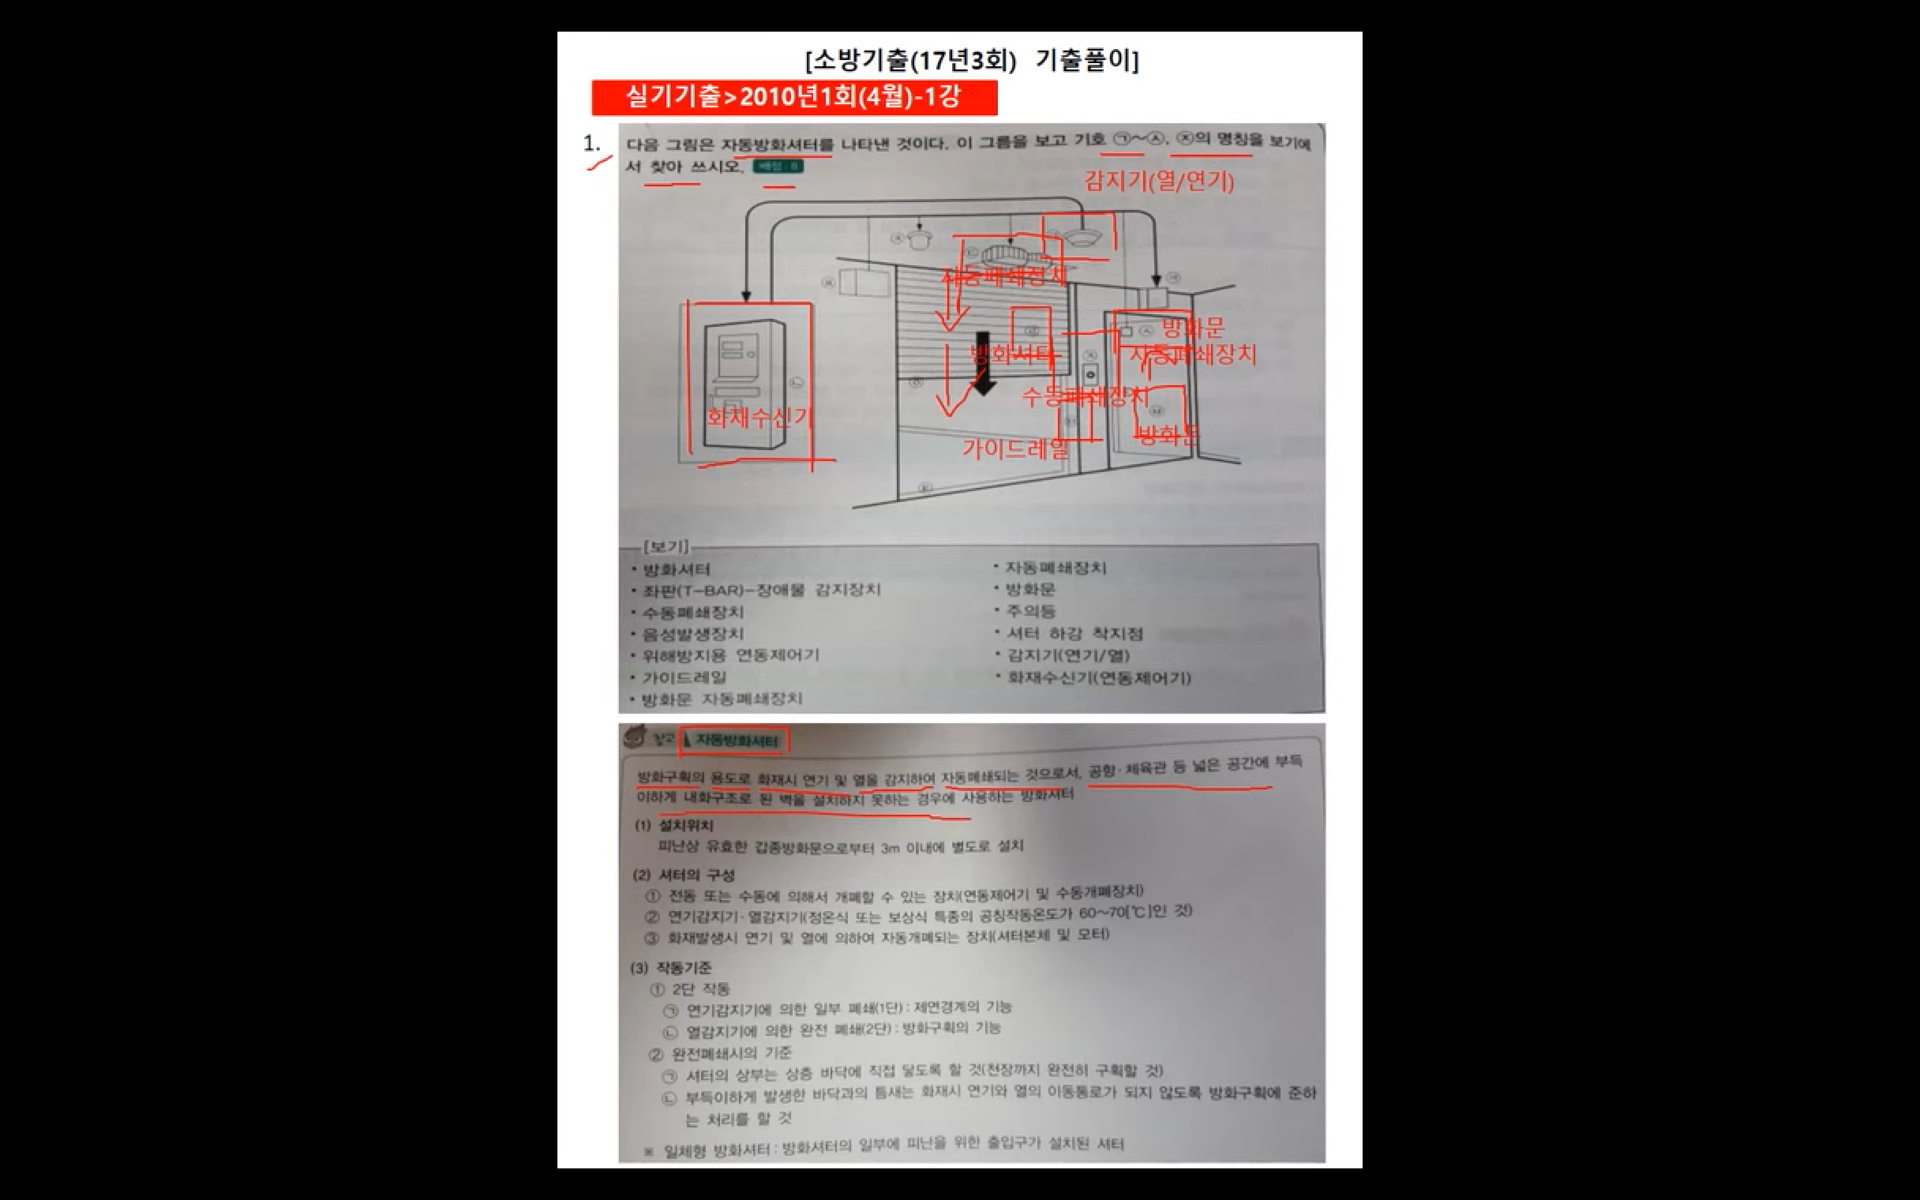 [소방기출(17년3회) 기출풀이]
실기기출>2010년1회(4월)-1강
1.
다음 그림은 자동방화셔터를 나타낸 것이다. 이 그름을 보고 기호 ㉠~㉦, ㉨의 명칭을 보기에
서 찾아 쓰시오. 배점:8
감지기(열/연기)
자동폐쇄장치
방화문
자동폐쇄장치
방화셔터
수동폐쇄장치
화재수신기
방화문
가이드레일
[보기]
• 방화셔터
• 좌판(T-BAR)-장애물 감지장치
• 수동폐쇄장치
• 음성발생장치
• 위해방지용 연동제어기
• 가이드레일
• 방화문 자동폐쇄장치
• 자동폐쇄장치
• 방화문
• 주의등
• 셔터 하강 착지점
• 감지기(연기/열)
• 화재수신기(연동제어기)
참고 자동방화셔터
방화구획의 용도로 화재시 연기 및 열을 감지하여 자동폐쇄되는 것으로서, 공항·체육관 등 넓은 공간에 부득
이하게 내화구조로 된 벽을 설치하지 못하는 경우에 사용하는 방화셔터
(1) 설치위치
피난상 유효한 갑종방화문으로부터 3m 이내에 별도로 설치
(2) 셔터의 구성
① 전동 또는 수동에 의해서 개폐할 수 있는 장치(연동제어기 및 수동개폐장치)
② 연기감지기·열감지기(정온식 또는 보상식 특종의 공칭작동온도가 60~70[℃]인 것)
③ 화재발생시 연기 및 열에 의하여 자동개폐되는 장치(셔터본체 및 모터)
(3) 작동기준
① 2단 작동
㉠ 연기감지기에 의한 일부 폐쇄(1단) : 제연경계의 기능
㉡ 열감지기에 의한 완전 폐쇄(2단) : 방화구획의 기능
② 완전폐쇄시의 기준
㉠ 셔터의 상부는 상층 바닥에 직접 닿도록 할 것(천장까지 완전히 구획할 것)
㉡ 부득이하게 발생한 바닥과의 틈새는 화재시 연기와 열의 이동통로가 되지 않도록 방화구획에 준하
는 처리를 할 것
※ 일체형 방화셔터 : 방화셔터의 일부에 피난을 위한 출입구가 설치된 셔터